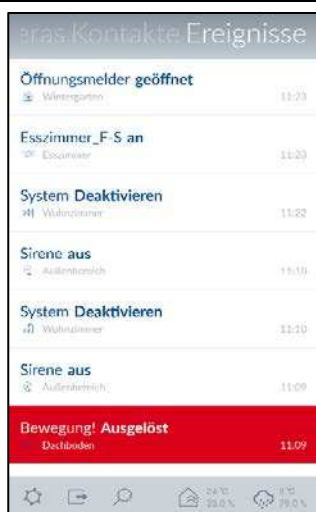 eras Kontakte Ereignisse
Öffnungsmelder geöffnet
Wintergarten 11:23
Esszimmer_F-S an
Esszimmer 11:23
System Deaktivieren
Wohnzimmer 11:22
Sirene aus
Außenbereich 11:10
System Deaktivieren
Wohnzimmer 11:10
Sirene aus
Außenbereich 11:09
Bewegung! Ausgelöst
Dachboden 11:09